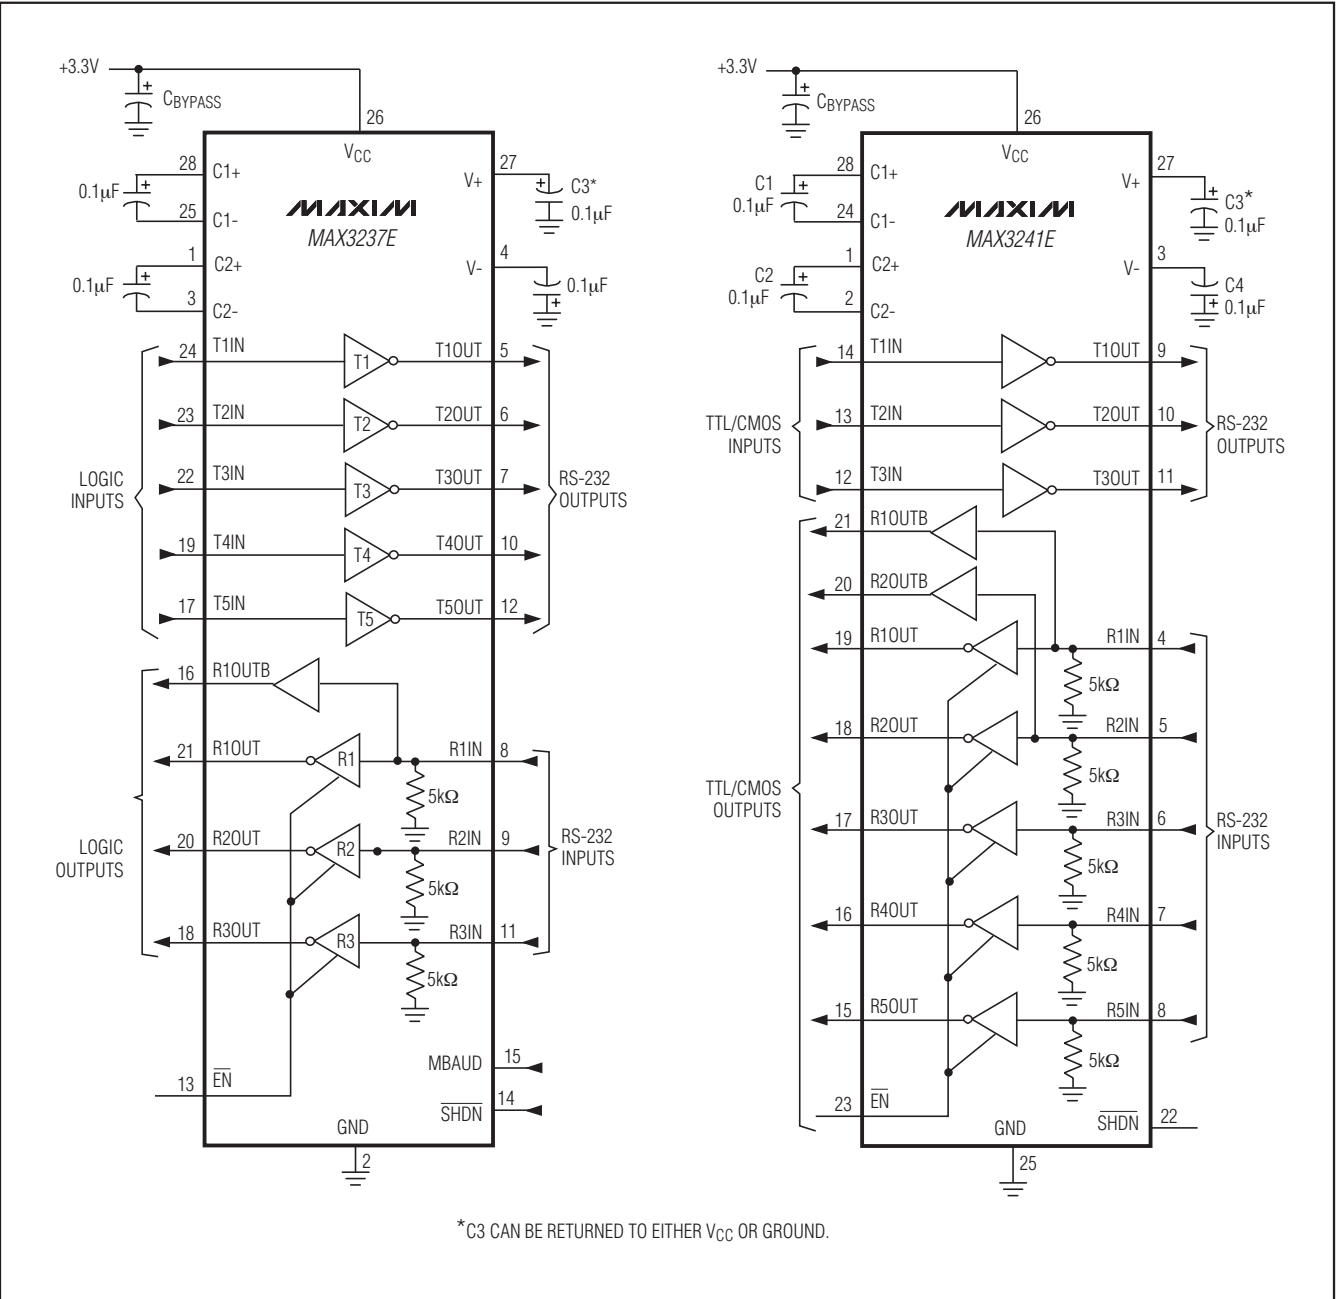 +3.3V
CBYPASS
26
VCC
28
C1+
0.1µF
25
C1-
1
C2+
0.1µF
3
C2-
27
V+
C3*
0.1µF
4
V-
0.1µF
MAXIM
MAX3237E
LOGIC
INPUTS
24
T1IN
T1
T1OUT
5
23
T2IN
T2
T2OUT
6
22
T3IN
T3
T3OUT
7
19
T4IN
T4
T4OUT
10
17
T5IN
T5
T5OUT
12
RS-232
OUTPUTS
16
R1OUTB
21
R1OUT
R1
R1IN
8
5kΩ
LOGIC
OUTPUTS
20
R2OUT
R2
R2IN
9
5kΩ
RS-232
INPUTS
18
R3OUT
R3
R3IN
11
5kΩ
MBAUD
15
13
EN
SHDN
14
GND
2
+3.3V
CBYPASS
26
VCC
C1
0.1µF
28
C1+
24
C1-
C2
0.1µF
1
C2+
2
C2-
27
V+
C3*
0.1µF
3
V-
C4
0.1µF
MAXIM
MAX3241E
TTL/CMOS
INPUTS
14
T1IN
T1OUT
9
13
T2IN
T2OUT
10
12
T3IN
T3OUT
11
RS-232
OUTPUTS
21
R1OUTB
20
R2OUTB
19
R1OUT
R1IN
4
5kΩ
18
R2OUT
R2IN
5
5kΩ
TTL/CMOS
OUTPUTS
17
R3OUT
R3IN
6
5kΩ
RS-232
INPUTS
16
R4OUT
R4IN
7
5kΩ
15
R5OUT
R5IN
8
5kΩ
23
EN
SHDN
22
GND
25
*C3 CAN BE RETURNED TO EITHER VCC OR GROUND.